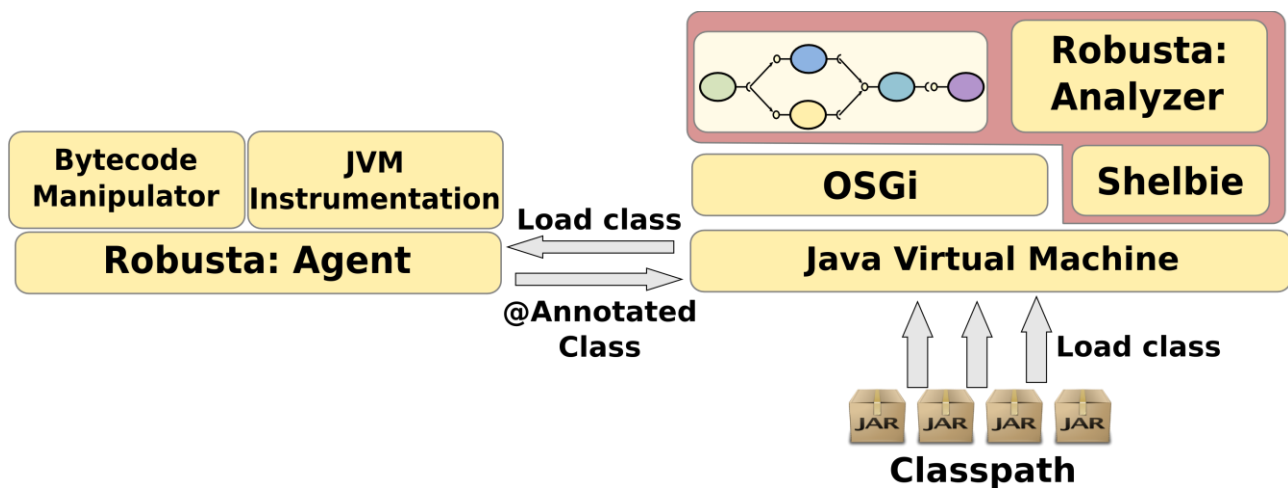 Robusta:
Analyzer
Bytecode
Manipulator
JVM
Instrumentation
OSGi
Shelbie
Load class
Robusta: Agent
Java Virtual Machine
@Annotated
Class
Load class
JAR
JAR
JAR
JAR
Classpath